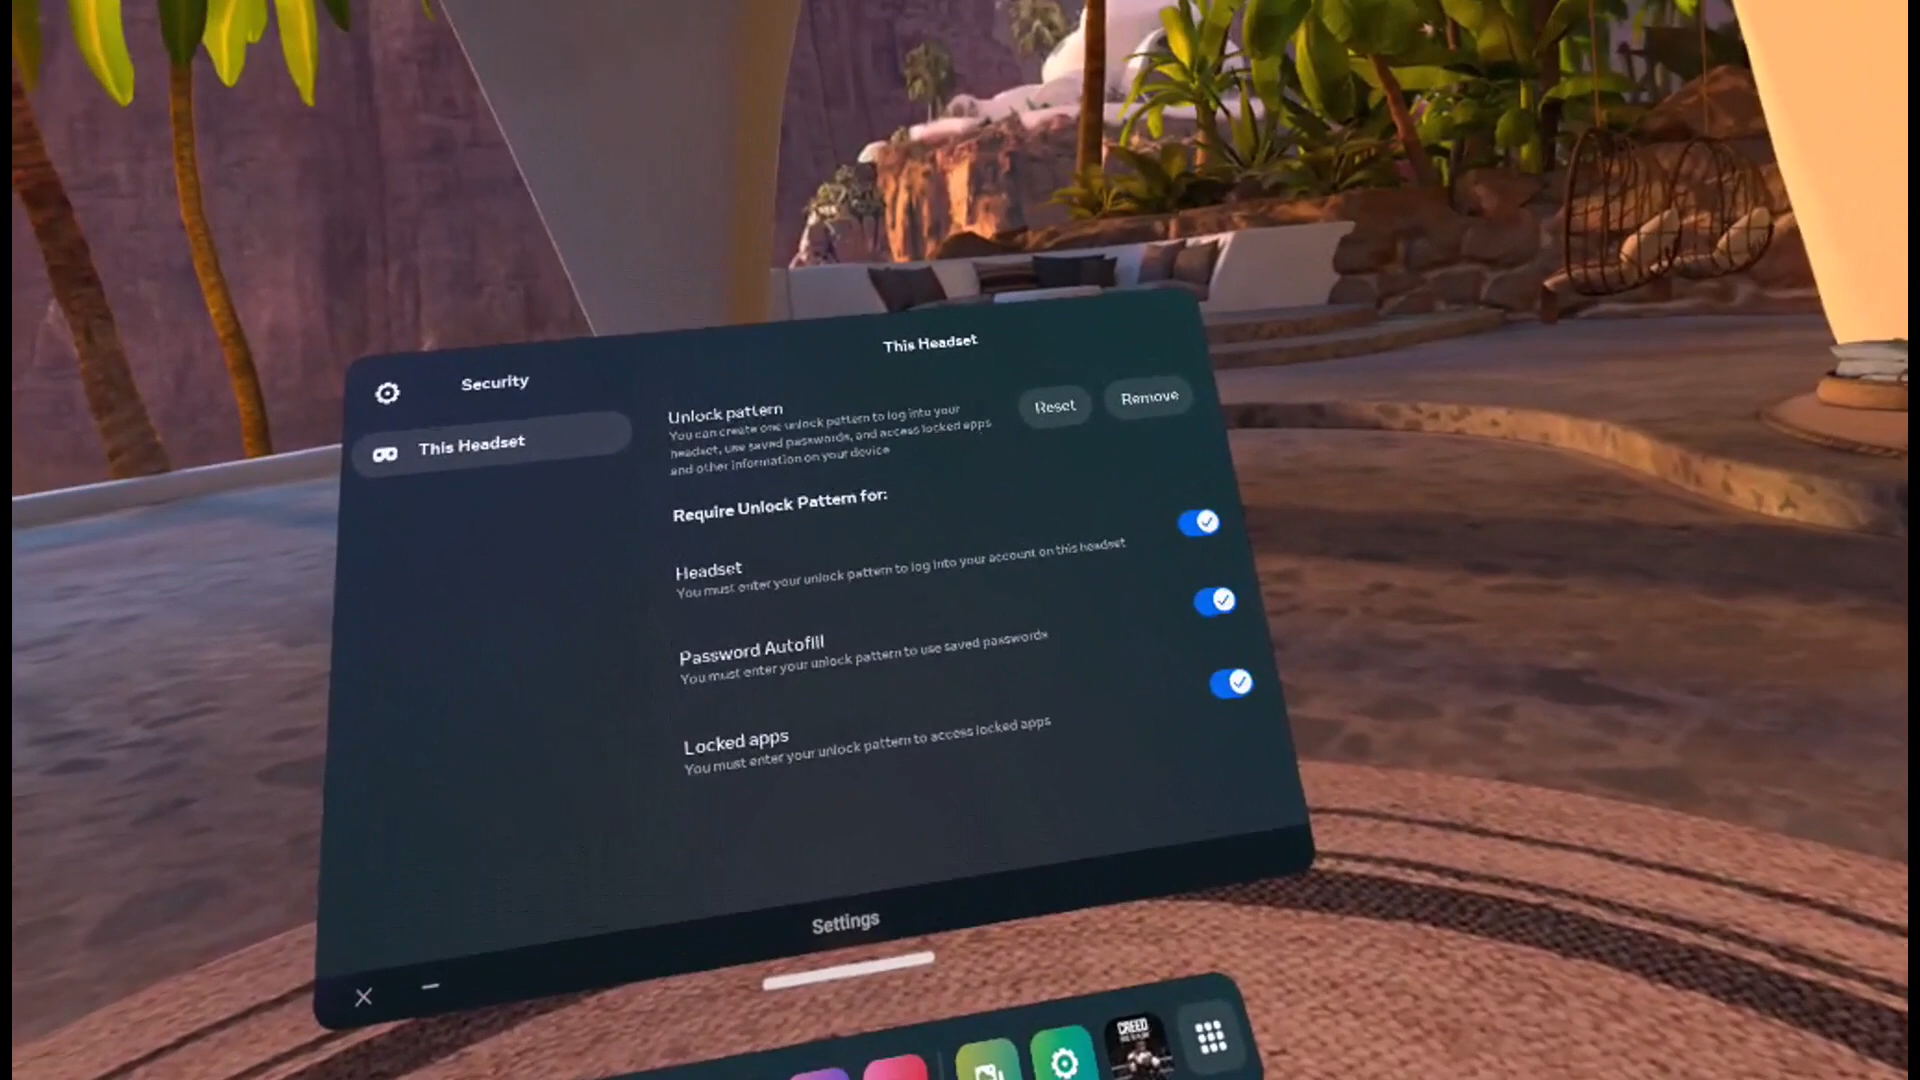 Security
This Headset
This Headset
Unlock pattern
You can create one unlock pattern to log into your
headset, use saved passwords, and access locked apps
and other information on your device
Reset
Remove
Require Unlock Pattern for:
Headset
You must enter your unlock pattern to log into your account on this headset
Password Autofill
You must enter your unlock pattern to use saved passwords
Locked apps
You must enter your unlock pattern to access locked apps
Settings
CREED